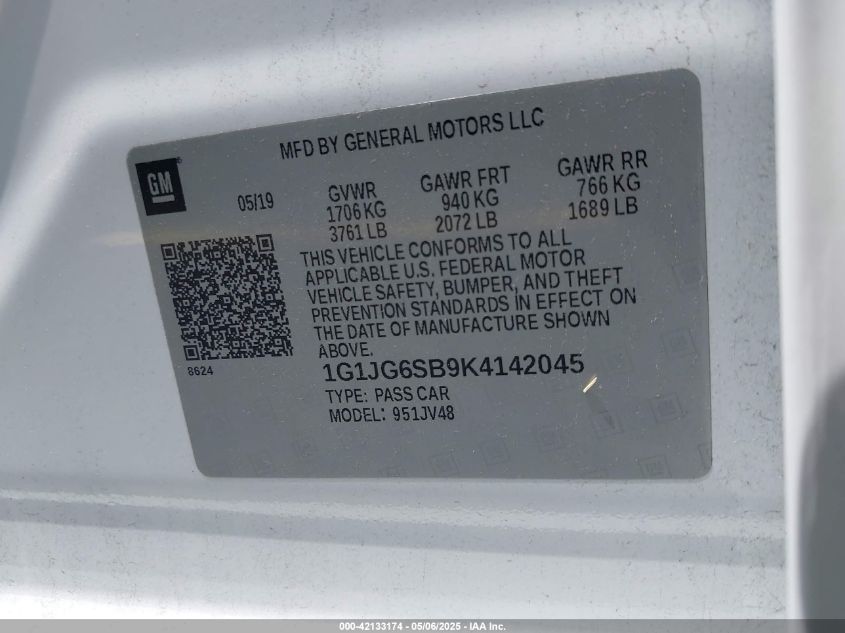 MFD BY GENERAL MOTORS LLC
GM
05/19
GVWR
1706 KG
3761 LB
GAWR FRT
940 KG
2072 LB
GAWR RR
766 KG
1689 LB
THIS VEHICLE CONFORMS TO ALL
APPLICABLE U.S. FEDERAL MOTOR
VEHICLE SAFETY, BUMPER, AND THEFT
PREVENTION STANDARDS IN EFFECT ON
THE DATE OF MANUFACTURE SHOWN
ABOVE.
8624
1G1JG6SB9K4142045
TYPE: PASS CAR
MODEL: 951JV48
000-42133174 - 05/06/2025 - IAA Inc.